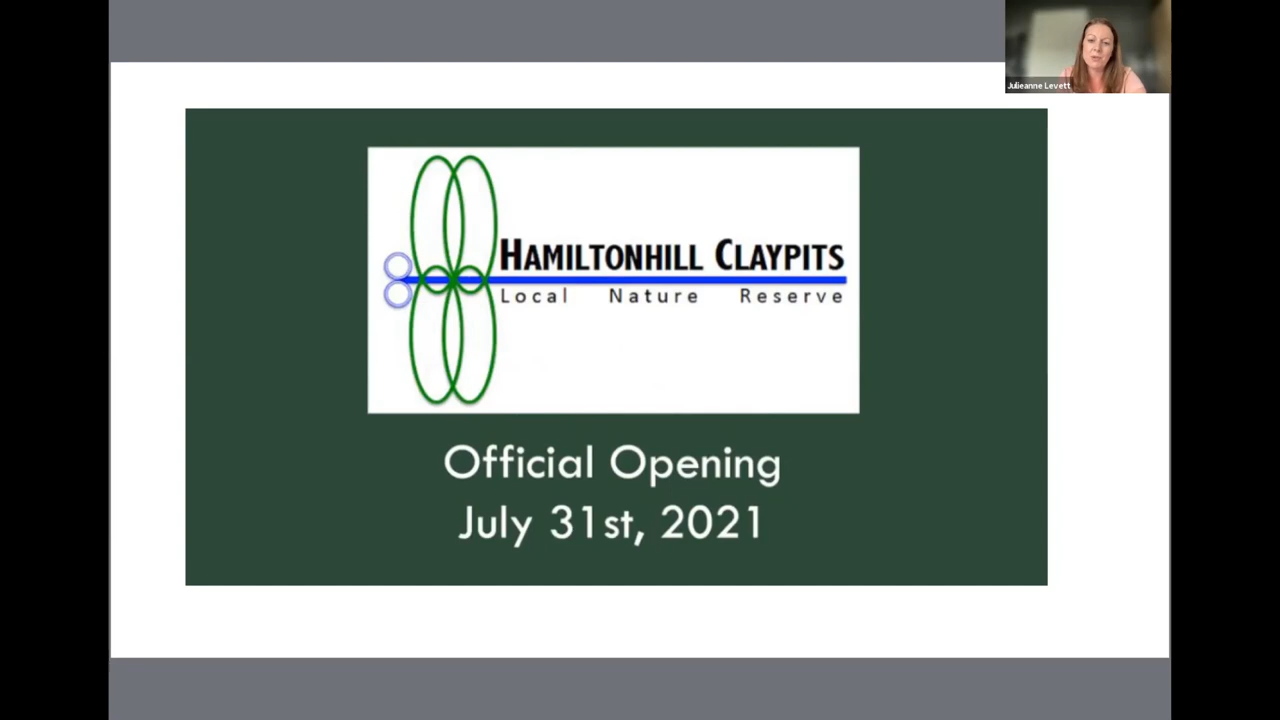 Julieanne Levett
HAMILTONHILL CLAYPITS
Local Nature Reserve
Official Opening
July 31st, 2021